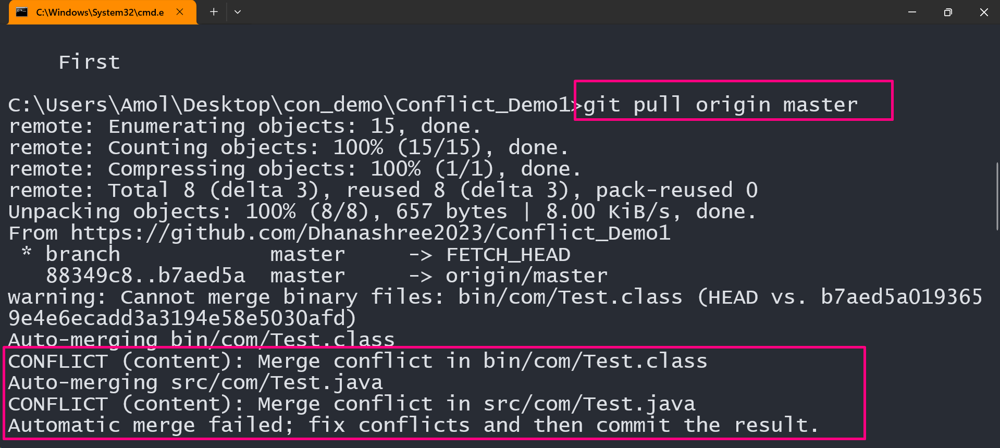 C:\Windows\System32\cmd.e
First
C:\Users\Amol\Desktop\con_demo\Conflict_Demo1>git pull origin master
remote: Enumerating objects: 15, done.
remote: Counting objects: 100% (15/15), done.
remote: Compressing objects: 100% (1/1), done.
remote: Total 8 (delta 3), reused 8 (delta 3), pack-reused 0
Unpacking objects: 100% (8/8), 657 bytes | 8.00 KiB/s, done.
From https://github.com/Dhanashree2023/Conflict_Demo1
 * branch            master     -> FETCH_HEAD
   88349c8..b7aed5a  master     -> origin/master
warning: Cannot merge binary files: bin/com/Test.class (HEAD vs. b7aed5a019365
9e4e6ecadd3a3194e58e5030afd)
Auto-merging bin/com/Test.class
CONFLICT (content): Merge conflict in bin/com/Test.class
Auto-merging src/com/Test.java
CONFLICT (content): Merge conflict in src/com/Test.java
Automatic merge failed; fix conflicts and then commit the result.